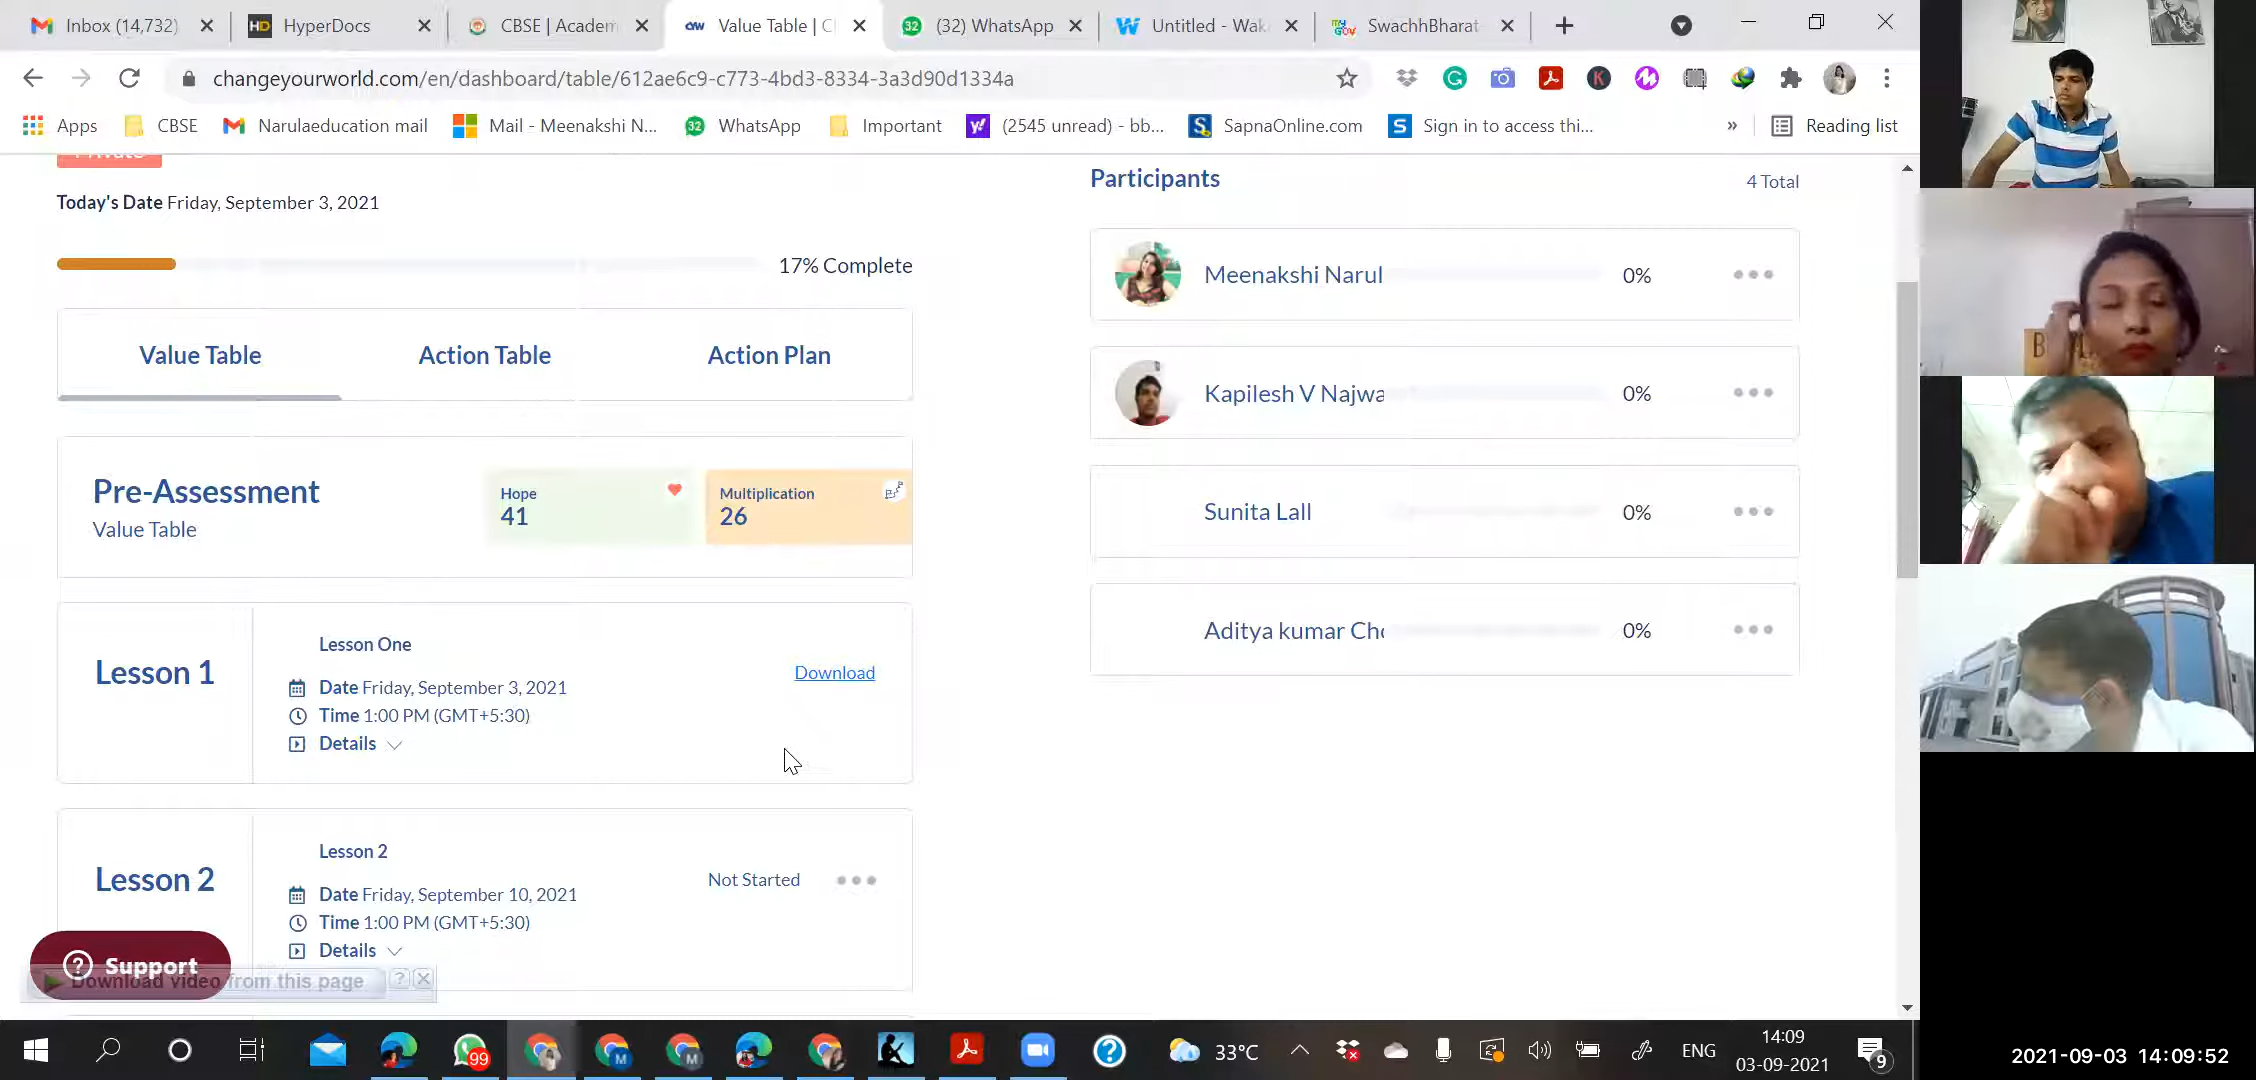 Inbox (14,732)
HyperDocs
CBSE | Academ
Value Table | C
(32) WhatsApp
Untitled - Wak
SwachhBharat
changeyourworld.com/en/dashboard/table/612ae6c9-c773-4bd3-8334-3a3d90d1334a
Apps
CBSE
Narulaeducation mail
Mail - Meenakshi N...
WhatsApp
Important
(2545 unread) - bb...
SapnaOnline.com
Sign in to access thi...
»
Reading list
Private
Today's Date Friday, September 3, 2021
17% Complete
Value Table
Action Table
Action Plan
Pre-Assessment
Value Table
Hope
41
Multiplication
26
Lesson 1
Lesson One
Date Friday, September 3, 2021
Time 1:00 PM (GMT+5:30)
Details
Download
Lesson 2
Lesson 2
Date Friday, September 10, 2021
Time 1:00 PM (GMT+5:30)
Details
Not Started
Support
Download video from this page
Participants
4 Total
Meenakshi Narul
0%
Kapilesh V Najwa
0%
Sunita Lall
0%
Aditya kumar Cho
0%
99
33°C
ENG
14:09
03-09-2021
9
2021-09-03 14:09:52